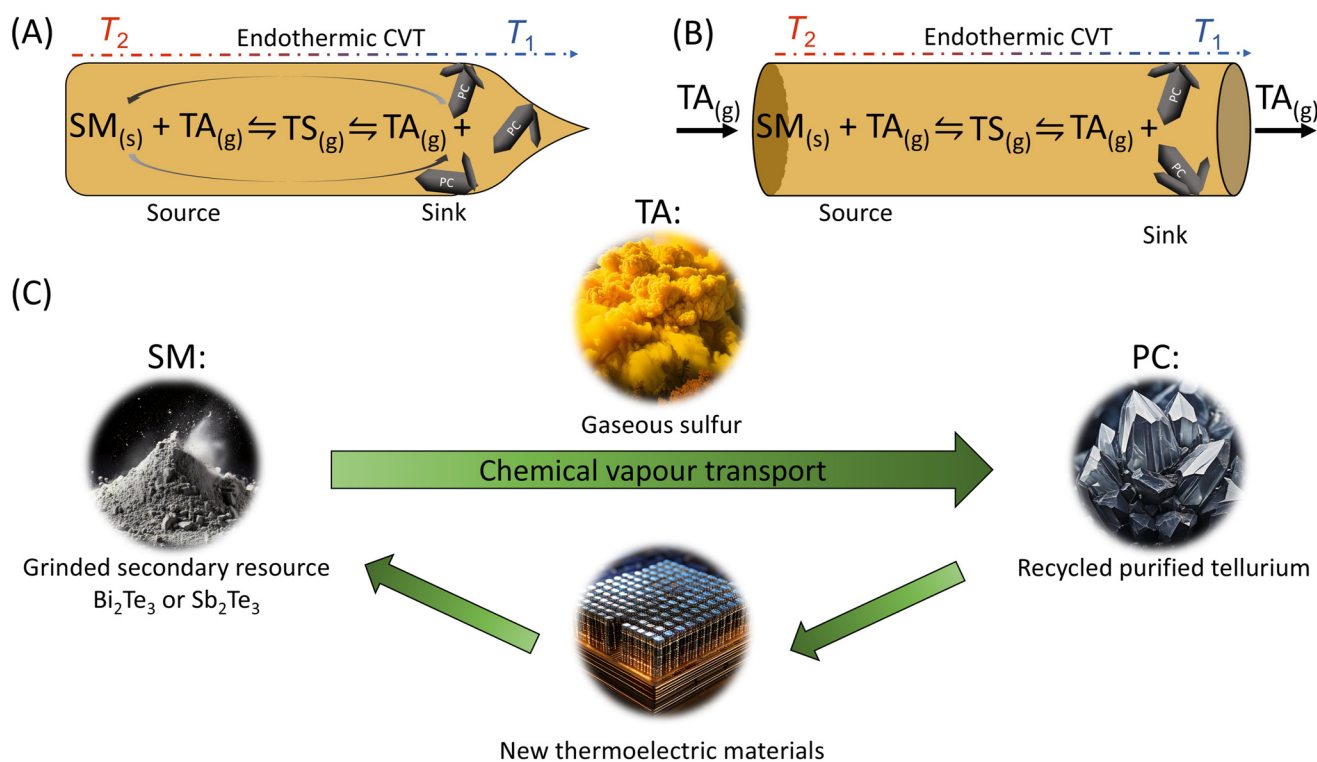 (A)
T₂
Endothermic CVT
T₁
PC
PC
PC
SM(s) + TA(g) ⇋ TS(g) ⇋ TA(g) +
Source
Sink
(B)
T₂
Endothermic CVT
T₁
TA(g)
PC
PC
SM(s) + TA(g) ⇋ TS(g) ⇋ TA(g) +
TA(g)
Source
Sink
(C)
TA:
Gaseous sulfur
SM:
PC:
Chemical vapour transport
Grinded secondary resource
Bi₂Te₃ or Sb₂Te₃
Recycled purified tellurium
New thermoelectric materials